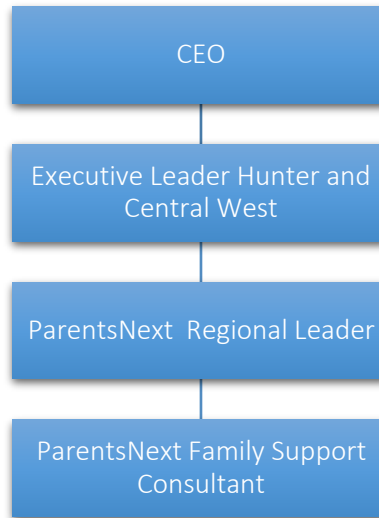 CEO
Executive Leader Hunter and
Central West
ParentsNext  Regional Leader
ParentsNext Family Support
Consultant